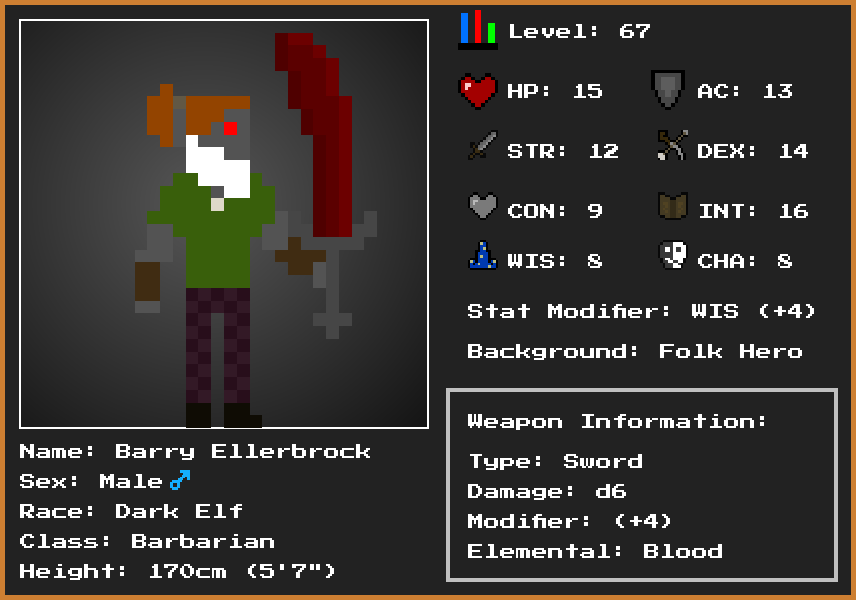 Level: 67
HP: 15
AC: 13
STR: 12
DEX: 14
CON: 9
INT: 16
WIS: 8
CHA: 8
Stat Modifier: WIS (+4)
Background: Folk Hero
Weapon Information:
Type: Sword
Damage: d6
Modifier: (+4)
Elemental: Blood
Name: Barry Ellerbrock
Sex: Male ♂
Race: Dark Elf
Class: Barbarian
Height: 170cm (5'7")